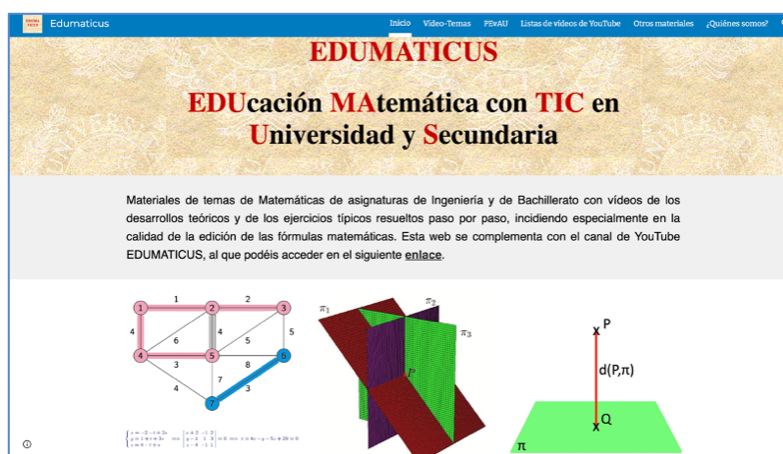 Edumaticus
Inicio Vídeo-Temas PEvAU Listas de vídeos de YouTube Otros materiales ¿Quiénes somos?
EDUMATICUS
EDUcación MAtemática con TIC en
Universidad y Secundaria
Materiales de temas de Matemáticas de asignaturas de Ingeniería y de Bachillerato con vídeos de los
desarrollos teóricos y de los ejercicios típicos resueltos paso por paso, incidiendo especialmente en la
calidad de la edición de las fórmulas matemáticas. Esta web se complementa con el canal de YouTube
EDUMATICUS, al que podéis acceder en el siguiente enlace.
1 2
1 2 3
4 6 4 5 5
4 3 5 8 6
4 7 3
7
π1 π2
π3
P
P
d(P,π)
Q
π